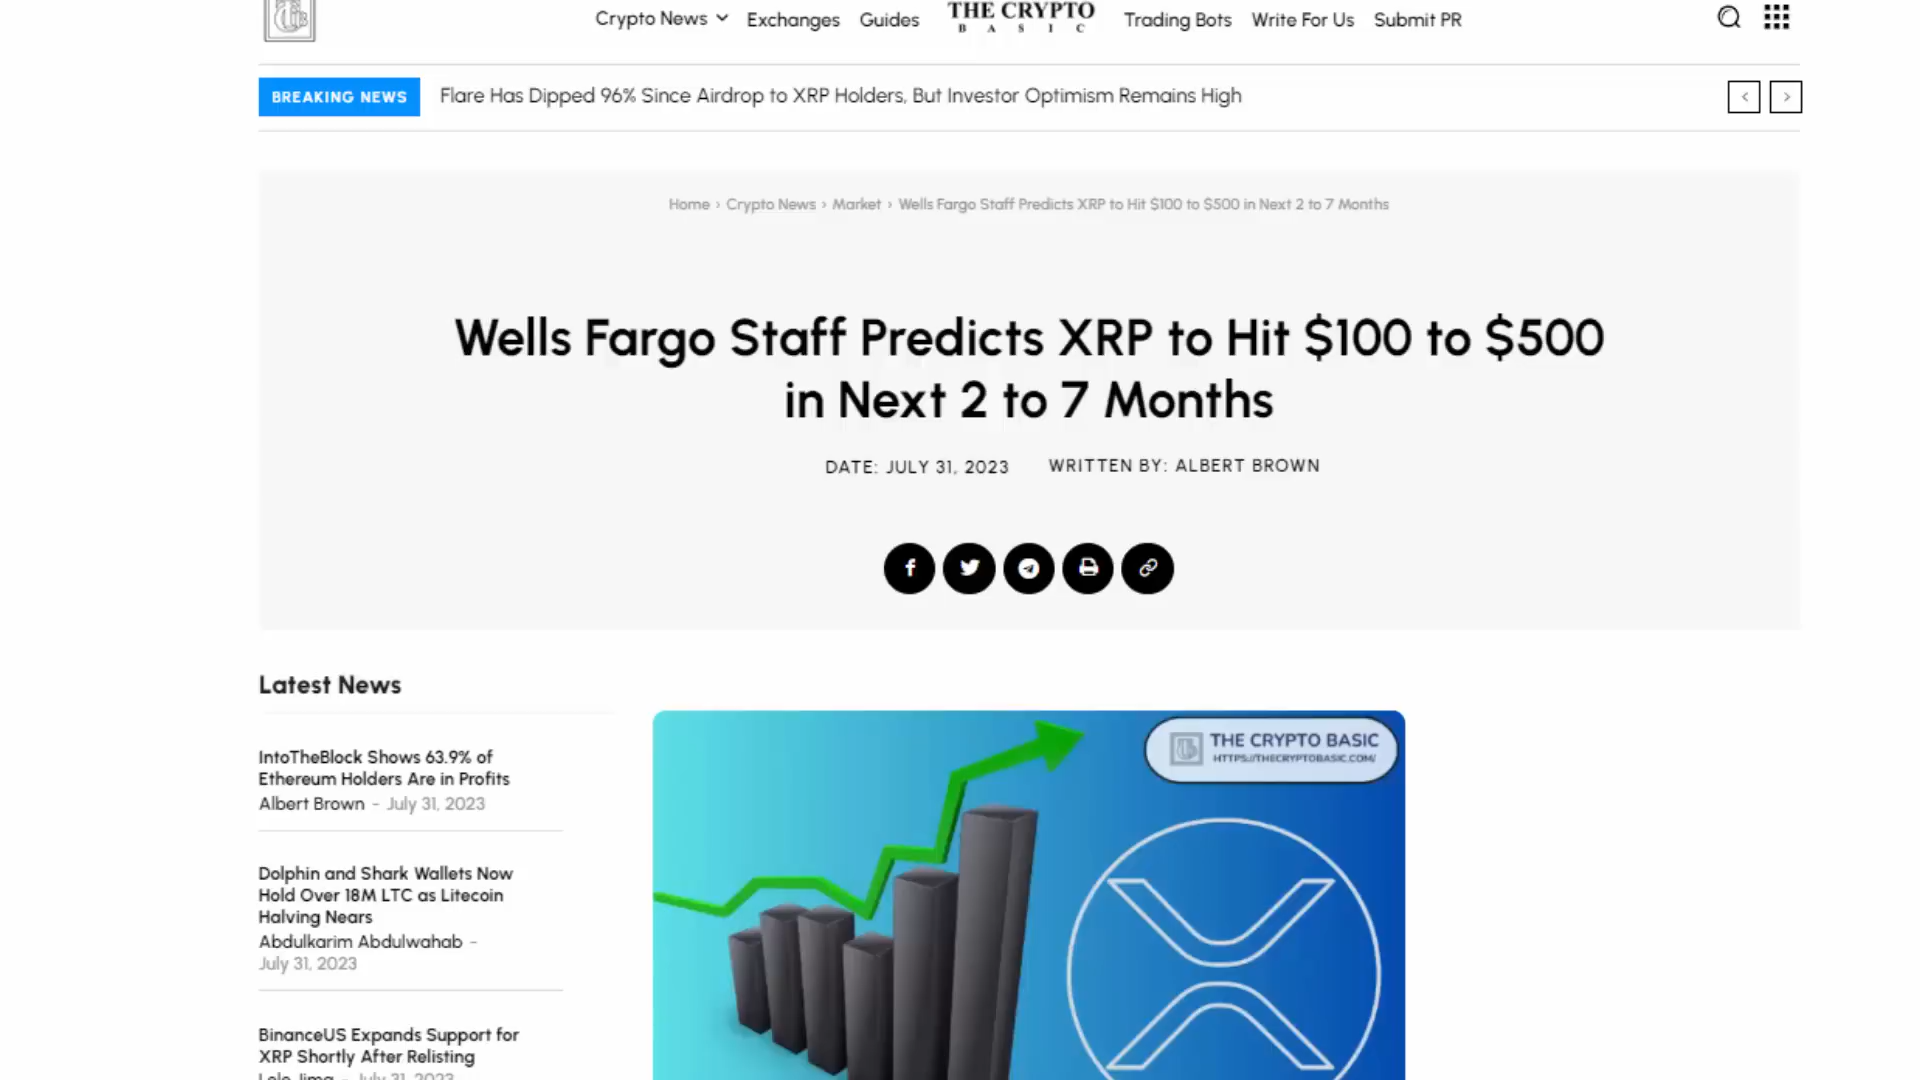 Crypto News Exchanges Guides THE CRYPTO BASIC Trading Bots Write For Us Submit PR
BREAKING NEWS Flare Has Dipped 96% Since Airdrop to XRP Holders, But Investor Optimism Remains High
Home › Crypto News › Market › Wells Fargo Staff Predicts XRP to Hit $100 to $500 in Next 2 to 7 Months
Wells Fargo Staff Predicts XRP to Hit $100 to $500
in Next 2 to 7 Months
DATE: JULY 31, 2023 WRITTEN BY: ALBERT BROWN
Latest News
IntoTheBlock Shows 63.9% of
Ethereum Holders Are in Profits
Albert Brown - July 31, 2023
Dolphin and Shark Wallets Now
Hold Over 18M LTC as Litecoin
Halving Nears
Abdulkarim Abdulwahab -
July 31, 2023
BinanceUS Expands Support for
XRP Shortly After Relisting
Lele Jima - July 31, 2023
THE CRYPTO BASIC
HTTPS://THECRYPTOBASIC.COM/